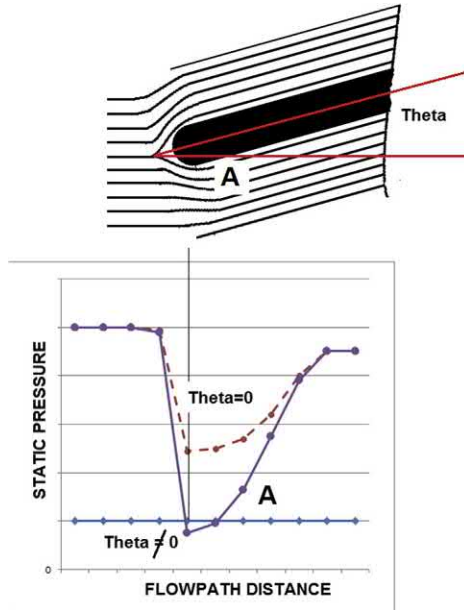 Theta
A
STATIC PRESSURE
Theta=0
A
Theta ≠ 0
0
FLOWPATH DISTANCE